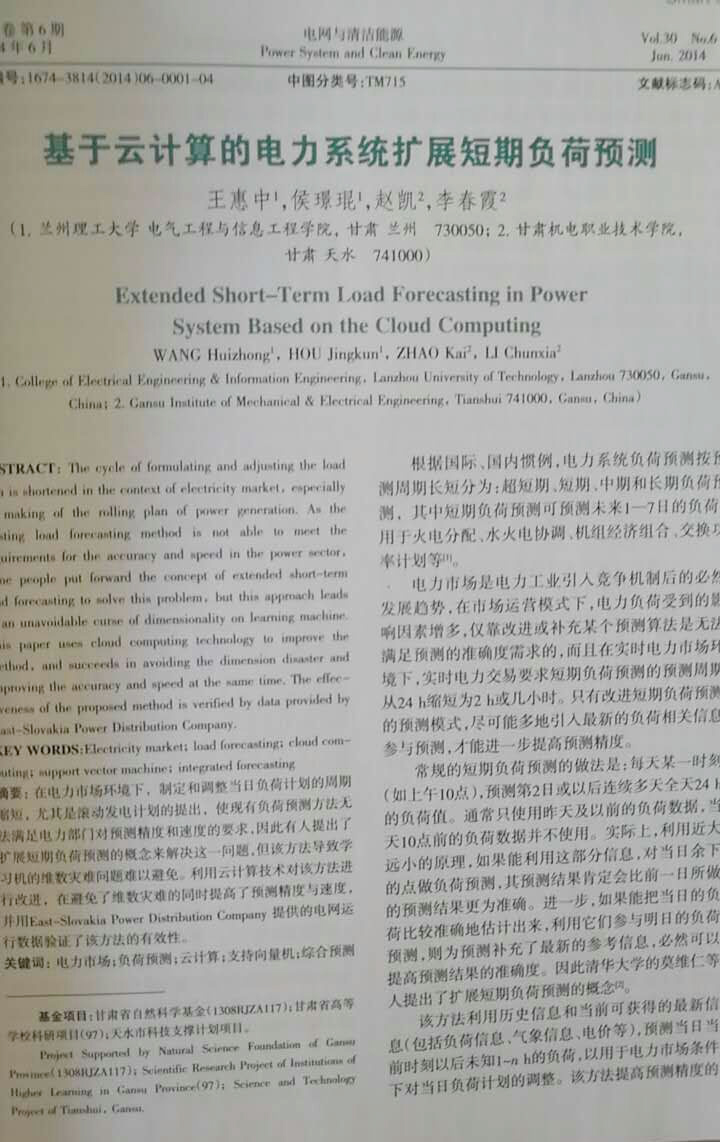 卷 第 6 期
4 年 6 月
电网与清洁能源
Power System and Clean Energy
Vol.30 No.6
Jun. 2014
号:1674-3814(2014)06-0001-04
中图分类号:TM715
文献标志码:A
基于云计算的电力系统扩展短期负荷预测
王惠中¹,侯璟琨¹,赵凯²,李春霞²
(1. 兰州理工大学 电气工程与信息工程学院, 甘肃 兰州 730050; 2. 甘肃机电职业技术学院,
甘肃 天水 741000)
Extended Short-Term Load Forecasting in Power
System Based on the Cloud Computing
WANG Huizhong¹, HOU Jingkun¹, ZHAO Kai², LI Chunxia²
1. College of Electrical Engineering & Information Engineering, Lanzhou University of Technology, Lanzhou 730050, Gansu,
China; 2. Gansu Institute of Mechanical & Electrical Engineering, Tianshui 741000, Gansu, China)
STRACT: The cycle of formulating and adjusting the load
is shortened in the context of electricity market, especially
making of the rolling plan of power generation. As the
sting load forecasting method is not able to meet the
uirements for the accuracy and speed in the power sector,
me people put forward the concept of extended short-term
d forecasting to solve this problem, but this approach leads
an unavoidable curse of dimensionality on learning machine.
is paper uses cloud computing technology to improve the
ethod, and succeeds in avoiding the dimension disaster and
proving the accuracy and speed at the same time. The effec-
veness of the proposed method is verified by data provided by
East-Slovakia Power Distribution Company.
KEY WORDS:Electricity market; load forecasting; cloud com-
puting; support vector machine; integrated forecasting
摘要: 在电力市场环境下, 制定和调整当日负荷计划的周期
缩短, 尤其是滚动发电计划的提出, 使现有负荷预测方法无
法满足电力部门对预测精度和速度的要求,因此有人提出了
扩展短期负荷预测的概念来解决这一问题,但该方法导致学
习机的维数灾难问题难以避免。利用云计算技术对该方法进
行改进, 在避免了维数灾难的同时提高了预测精度与速度,
并用East-Slovakia Power Distribution Company 提供的电网运
行数据验证了该方法的有效性。
关键词: 电力市场;负荷预测;云计算;支持向量机;综合预测
基金项目:甘肃省自然科学基金(1308RJZA117);甘肃省高等
学校科研项目(97);天水市科技支撑计划项目。
Project Supported by Natural Science Foundation of Gansu
Province(1308RJZA117); Scientific Research Project of Institutions of
Higher Learning in Gansu Province(97); Science and Technology
Project of Tianshui, Gansu.
根据国际、国内惯例,电力系统负荷预测按预
测周期长短分为:超短期、短期、中期和长期负荷预
测, 其中短期负荷预测可预测未来1—7日的负荷
用于火电分配、水火电协调、机组经济组合、交换功
率计划等[1]。
电力市场是电力工业引入竞争机制后的必然
发展趋势,在市场运营模式下,电力负荷受到的影
响因素增多,仅靠改进或补充某个预测算法是无法
满足预测的准确度需求的,而且在实时电力市场环
境下,实时电力交易要求短期负荷预测的预测周期
从24 h缩短为2 h或几小时。只有改进短期负荷预测
的预测模式,尽可能多地引入最新的负荷相关信息
参与预测,才能进一步提高预测精度。
常规的短期负荷预测的做法是:每天某一时刻
(如上午10点),预测第2日或以后连续多天全天24 h
的负荷值。通常只使用昨天及以前的负荷数据,当
天10点前的负荷数据并不使用。实际上,利用近大
远小的原理,如果能利用这部分信息,对当日余下
的点做负荷预测,其预测结果肯定会比前一日所做
的预测结果更为准确。进一步,如果能把当日的负
荷比较准确地估计出来,利用它们参与明日的负荷
预测,则为预测补充了最新的参考信息,必然可以
提高预测结果的准确度。因此清华大学的莫维仁等
人提出了扩展短期负荷预测的概念[2]。
该方法利用历史信息和当前可获得的最新信
息(包括负荷信息、气象信息、电价等),预测当日当
前时刻以后未知1~n h的负荷,以用于电力市场条件
下对当日负荷计划的调整。该方法提高预测精度的